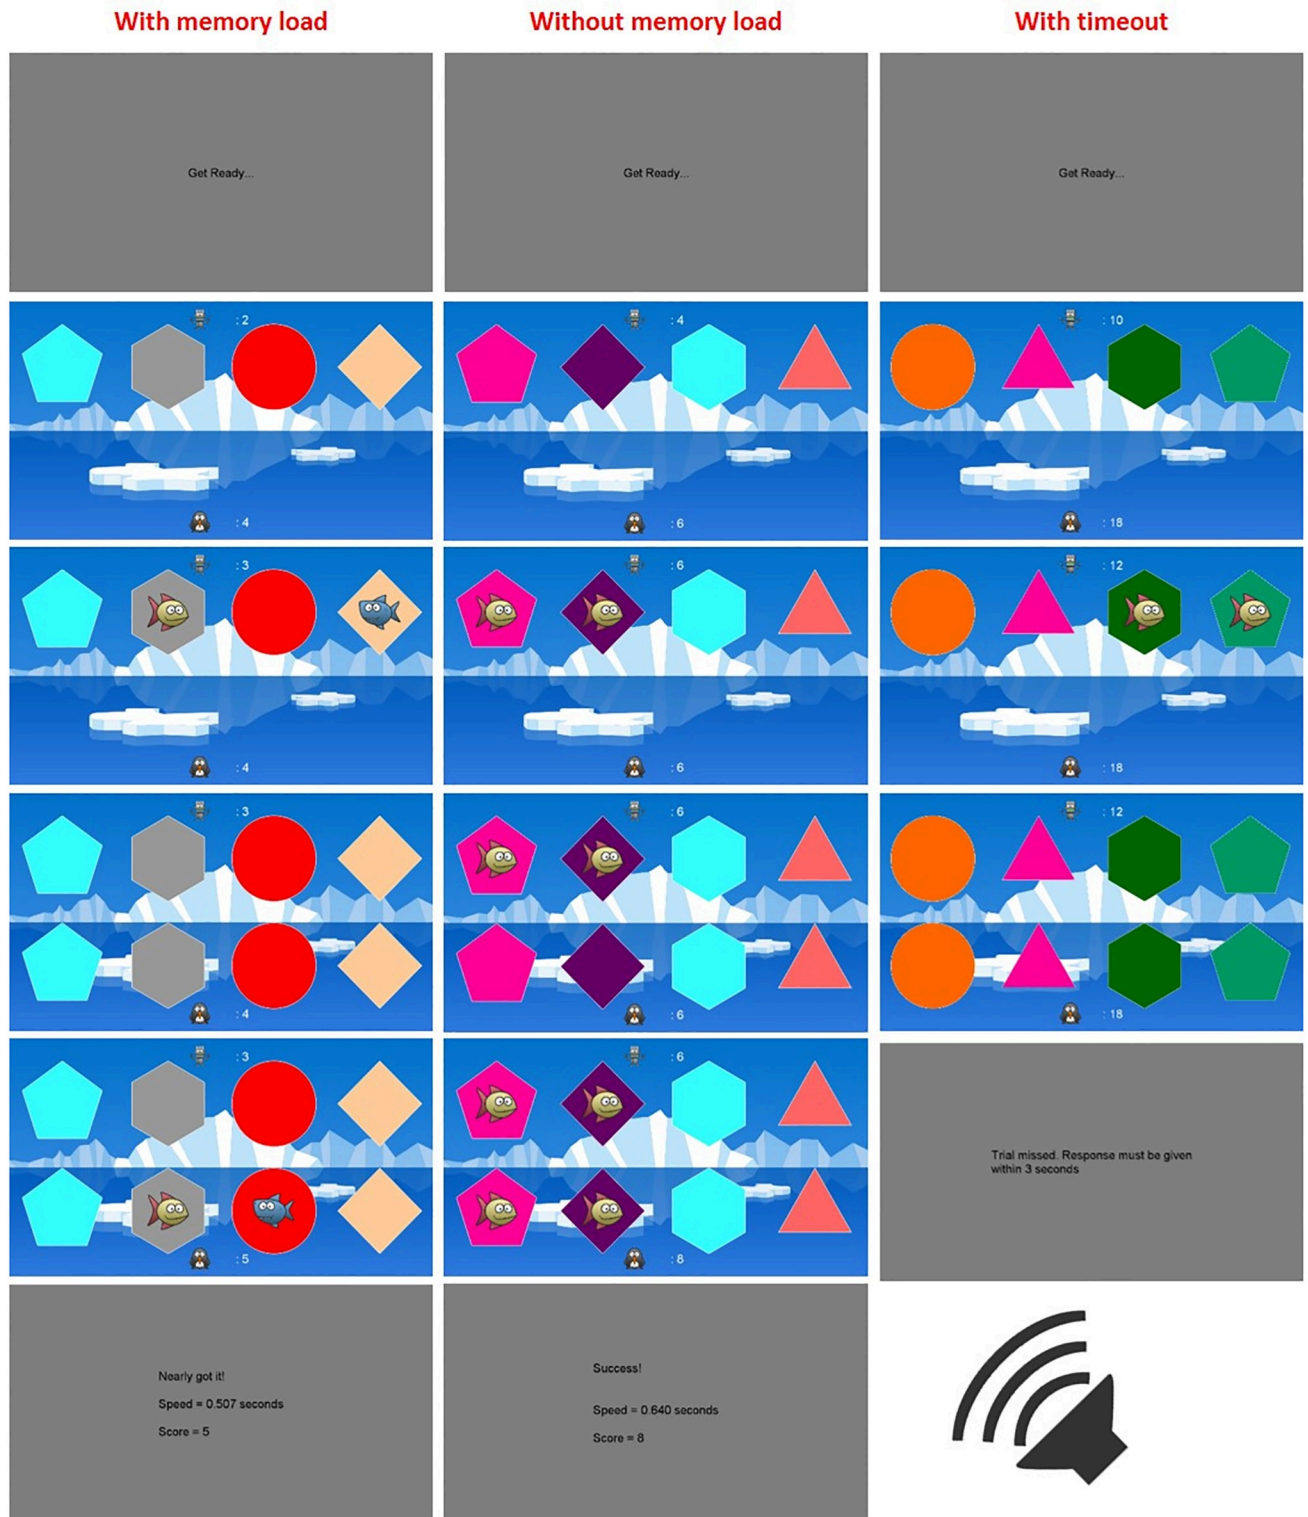 With memory load
Without memory load
With timeout
Get Ready...
Get Ready...
Get Ready...
: 2
: 4
: 10
: 4
: 6
: 18
: 3
: 6
: 12
: 4
: 6
: 18
: 3
: 6
: 12
: 4
: 6
: 18
: 3
: 6
: 5
: 8
Trial missed. Response must be given
within 3 seconds
Nearly got it!
Speed = 0.507 seconds
Score = 5
Success!
Speed = 0.640 seconds
Score = 8